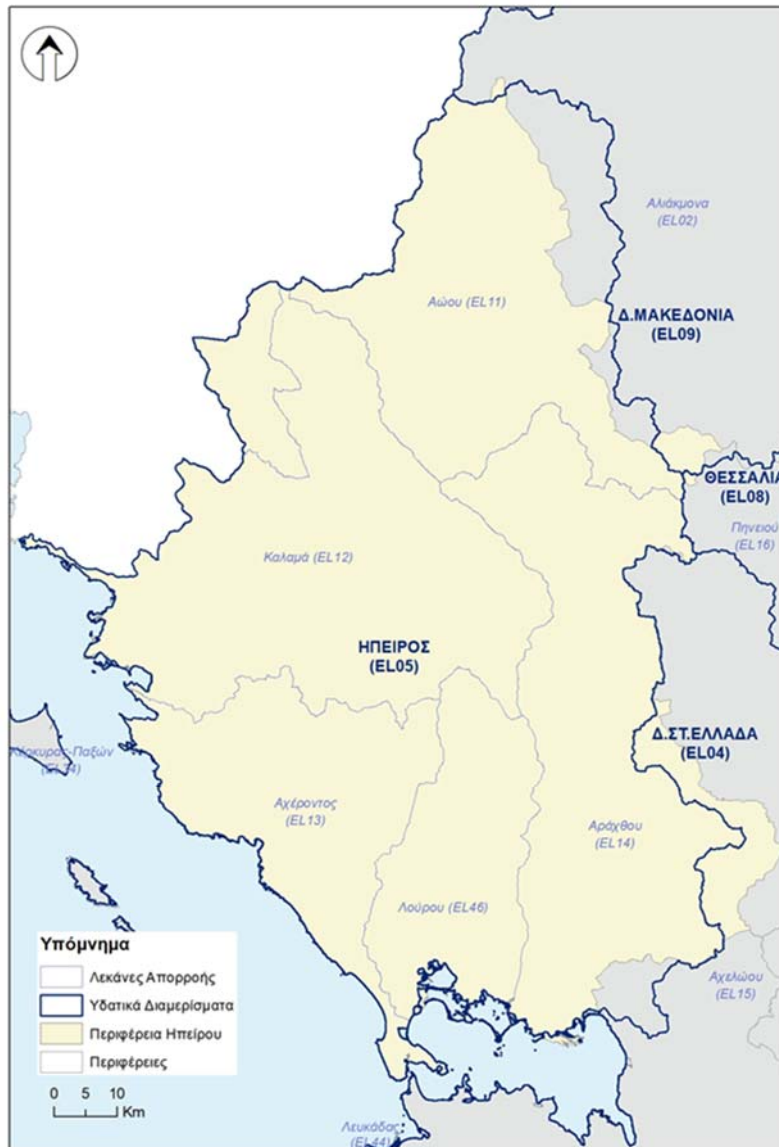 Αλιάκμονα
(EL02)
Αώου (EL11)
Δ.ΜΑΚΕΔΟΝΙΑ
(EL09)
ΘΕΣΣΑΛΙΑ
(EL08)
Πηνειού
(EL16)
Καλαμά (EL12)
ΗΠΕΙΡΟΣ
(EL05)
Δ.ΣΤ.ΕΛΛΑΔΑ
(EL04)
Κέρκυρας-Παξών
(EL34)
Αχέροντος
(EL13)
Αράχθου
(EL14)
Λούρου (EL46)
Αχελώου
(EL15)
Λευκάδας
(EL44)
Υπόμνημα
Λεκάνες Απορροής
Υδατικά Διαμερίσματα
Περιφέρεια Ηπείρου
Περιφέρειες
0 5 10
Km